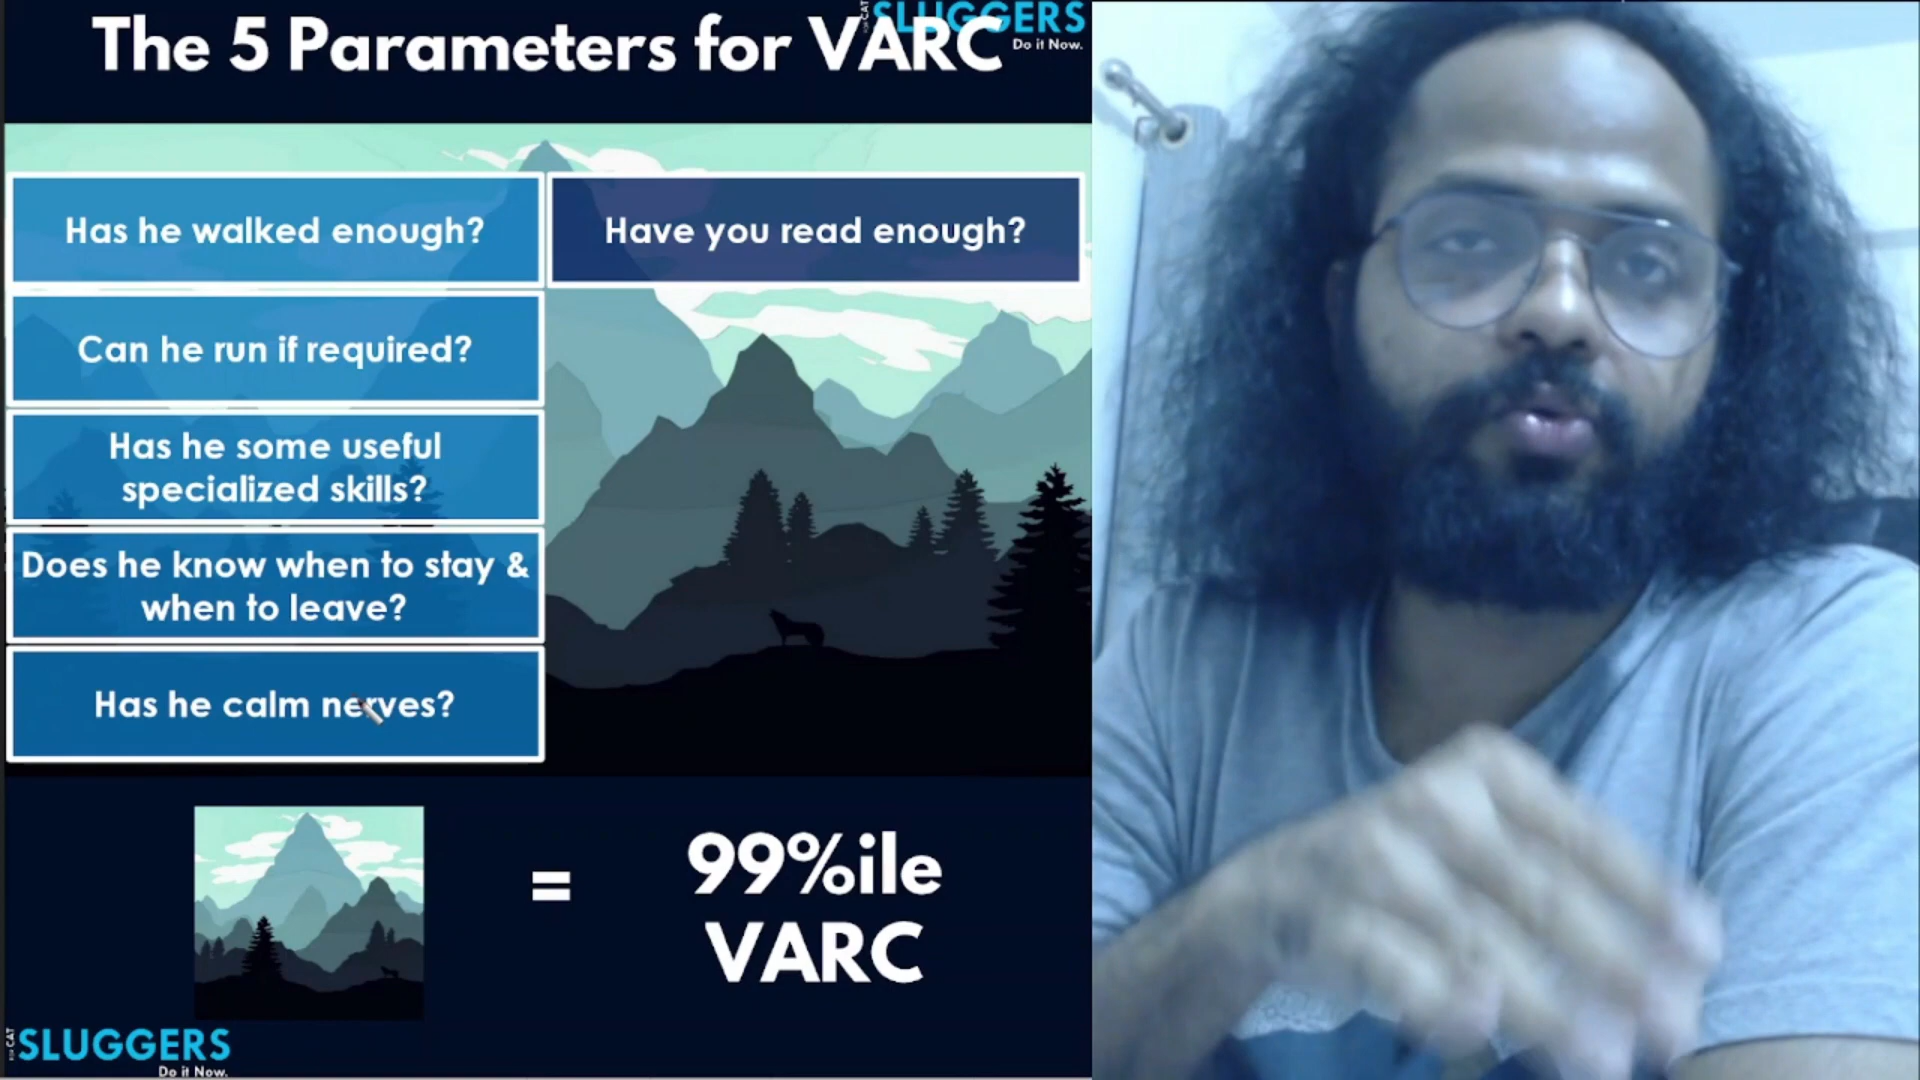 The 5 Parameters for VARC
CAT
SLUGGERS
Do it Now.
Has he walked enough?
Have you read enough?
Can he run if required?
Has he some useful
specialized skills?
Does he know when to stay &
when to leave?
Has he calm nerves?
=
99%ile
VARC
CAT
SLUGGERS
Do it Now.